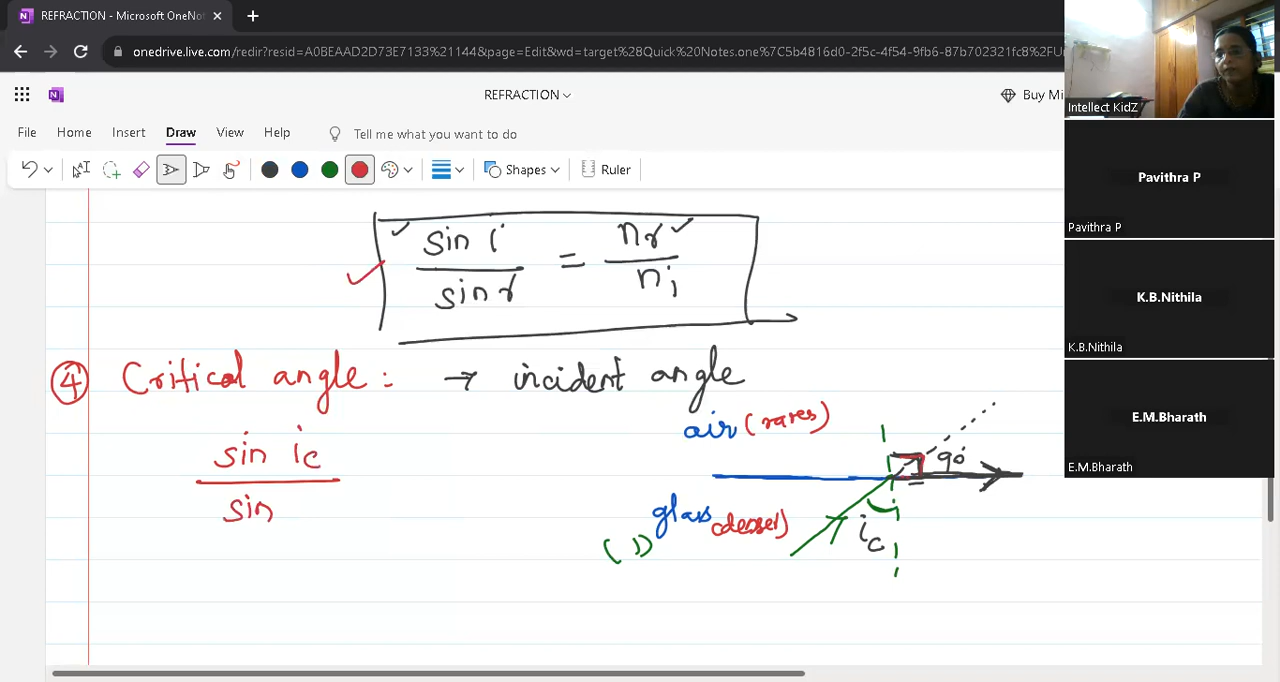 REFRACTION - Microsoft OneNot
onedrive.live.com/redir?resid=A0BEAAD2D73E7133%21144&page=Edit&wd=target%28Quick%20Notes.one%7C5b4816d0-2f5c-4f54-9fb6-87b702321fc8%2FU
REFRACTION
Buy Mi
File Home Insert Draw View Help Tell me what you want to do
Shapes Ruler
Intellect KidZ
Pavithra P
Pavithra P
K.B.Nithila
K.B.Nithila
E.M.Bharath
E.M.Bharath
sin i / sin r = nr / ni
④ Critical angle: → incident angle
air (rarer)
90°
sin ic
sin
glass (denser)
ic